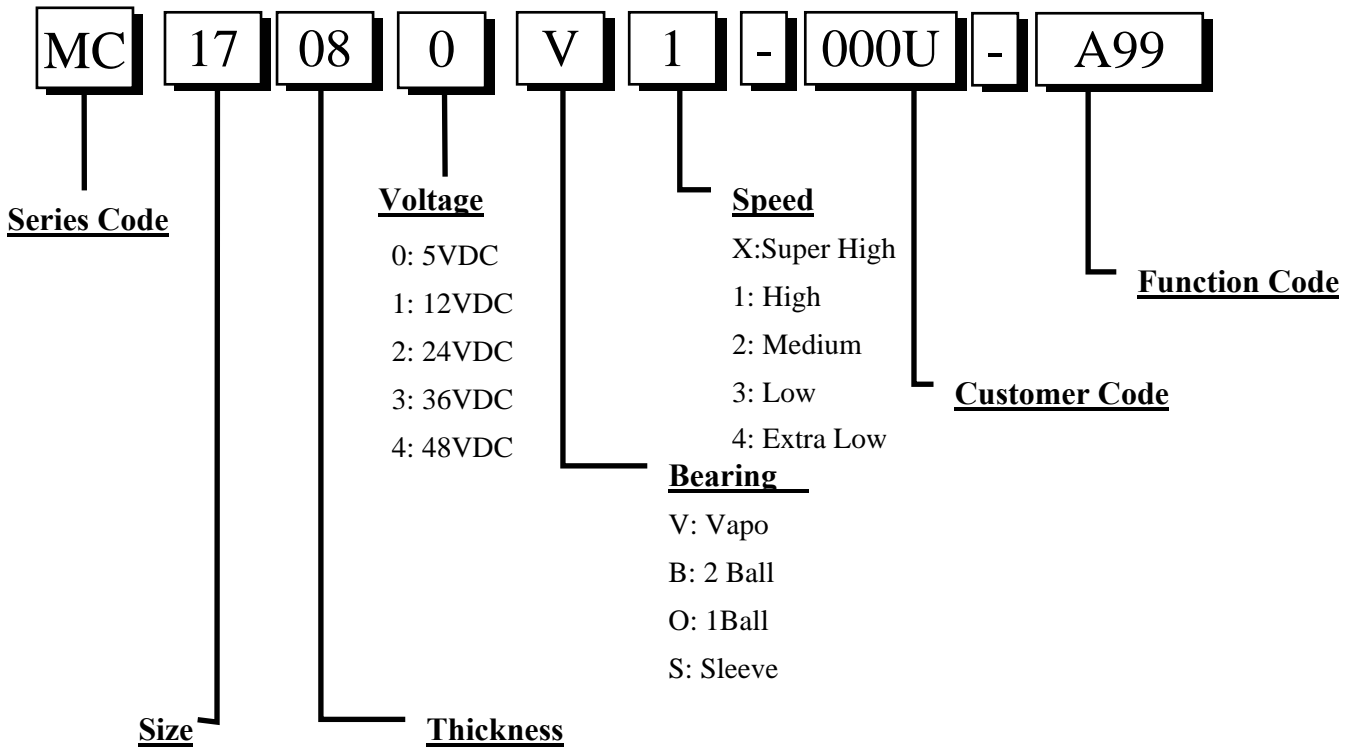 MC 17 08 0 V 1 - 000U - A99
Series Code
Voltage
0: 5VDC
1: 12VDC
2: 24VDC
3: 36VDC
4: 48VDC
Speed
X:Super High
1: High
2: Medium
3: Low
4: Extra Low
Function Code
Customer Code
Bearing
V: Vapo
B: 2 Ball
O: 1Ball
S: Sleeve
Size
Thickness